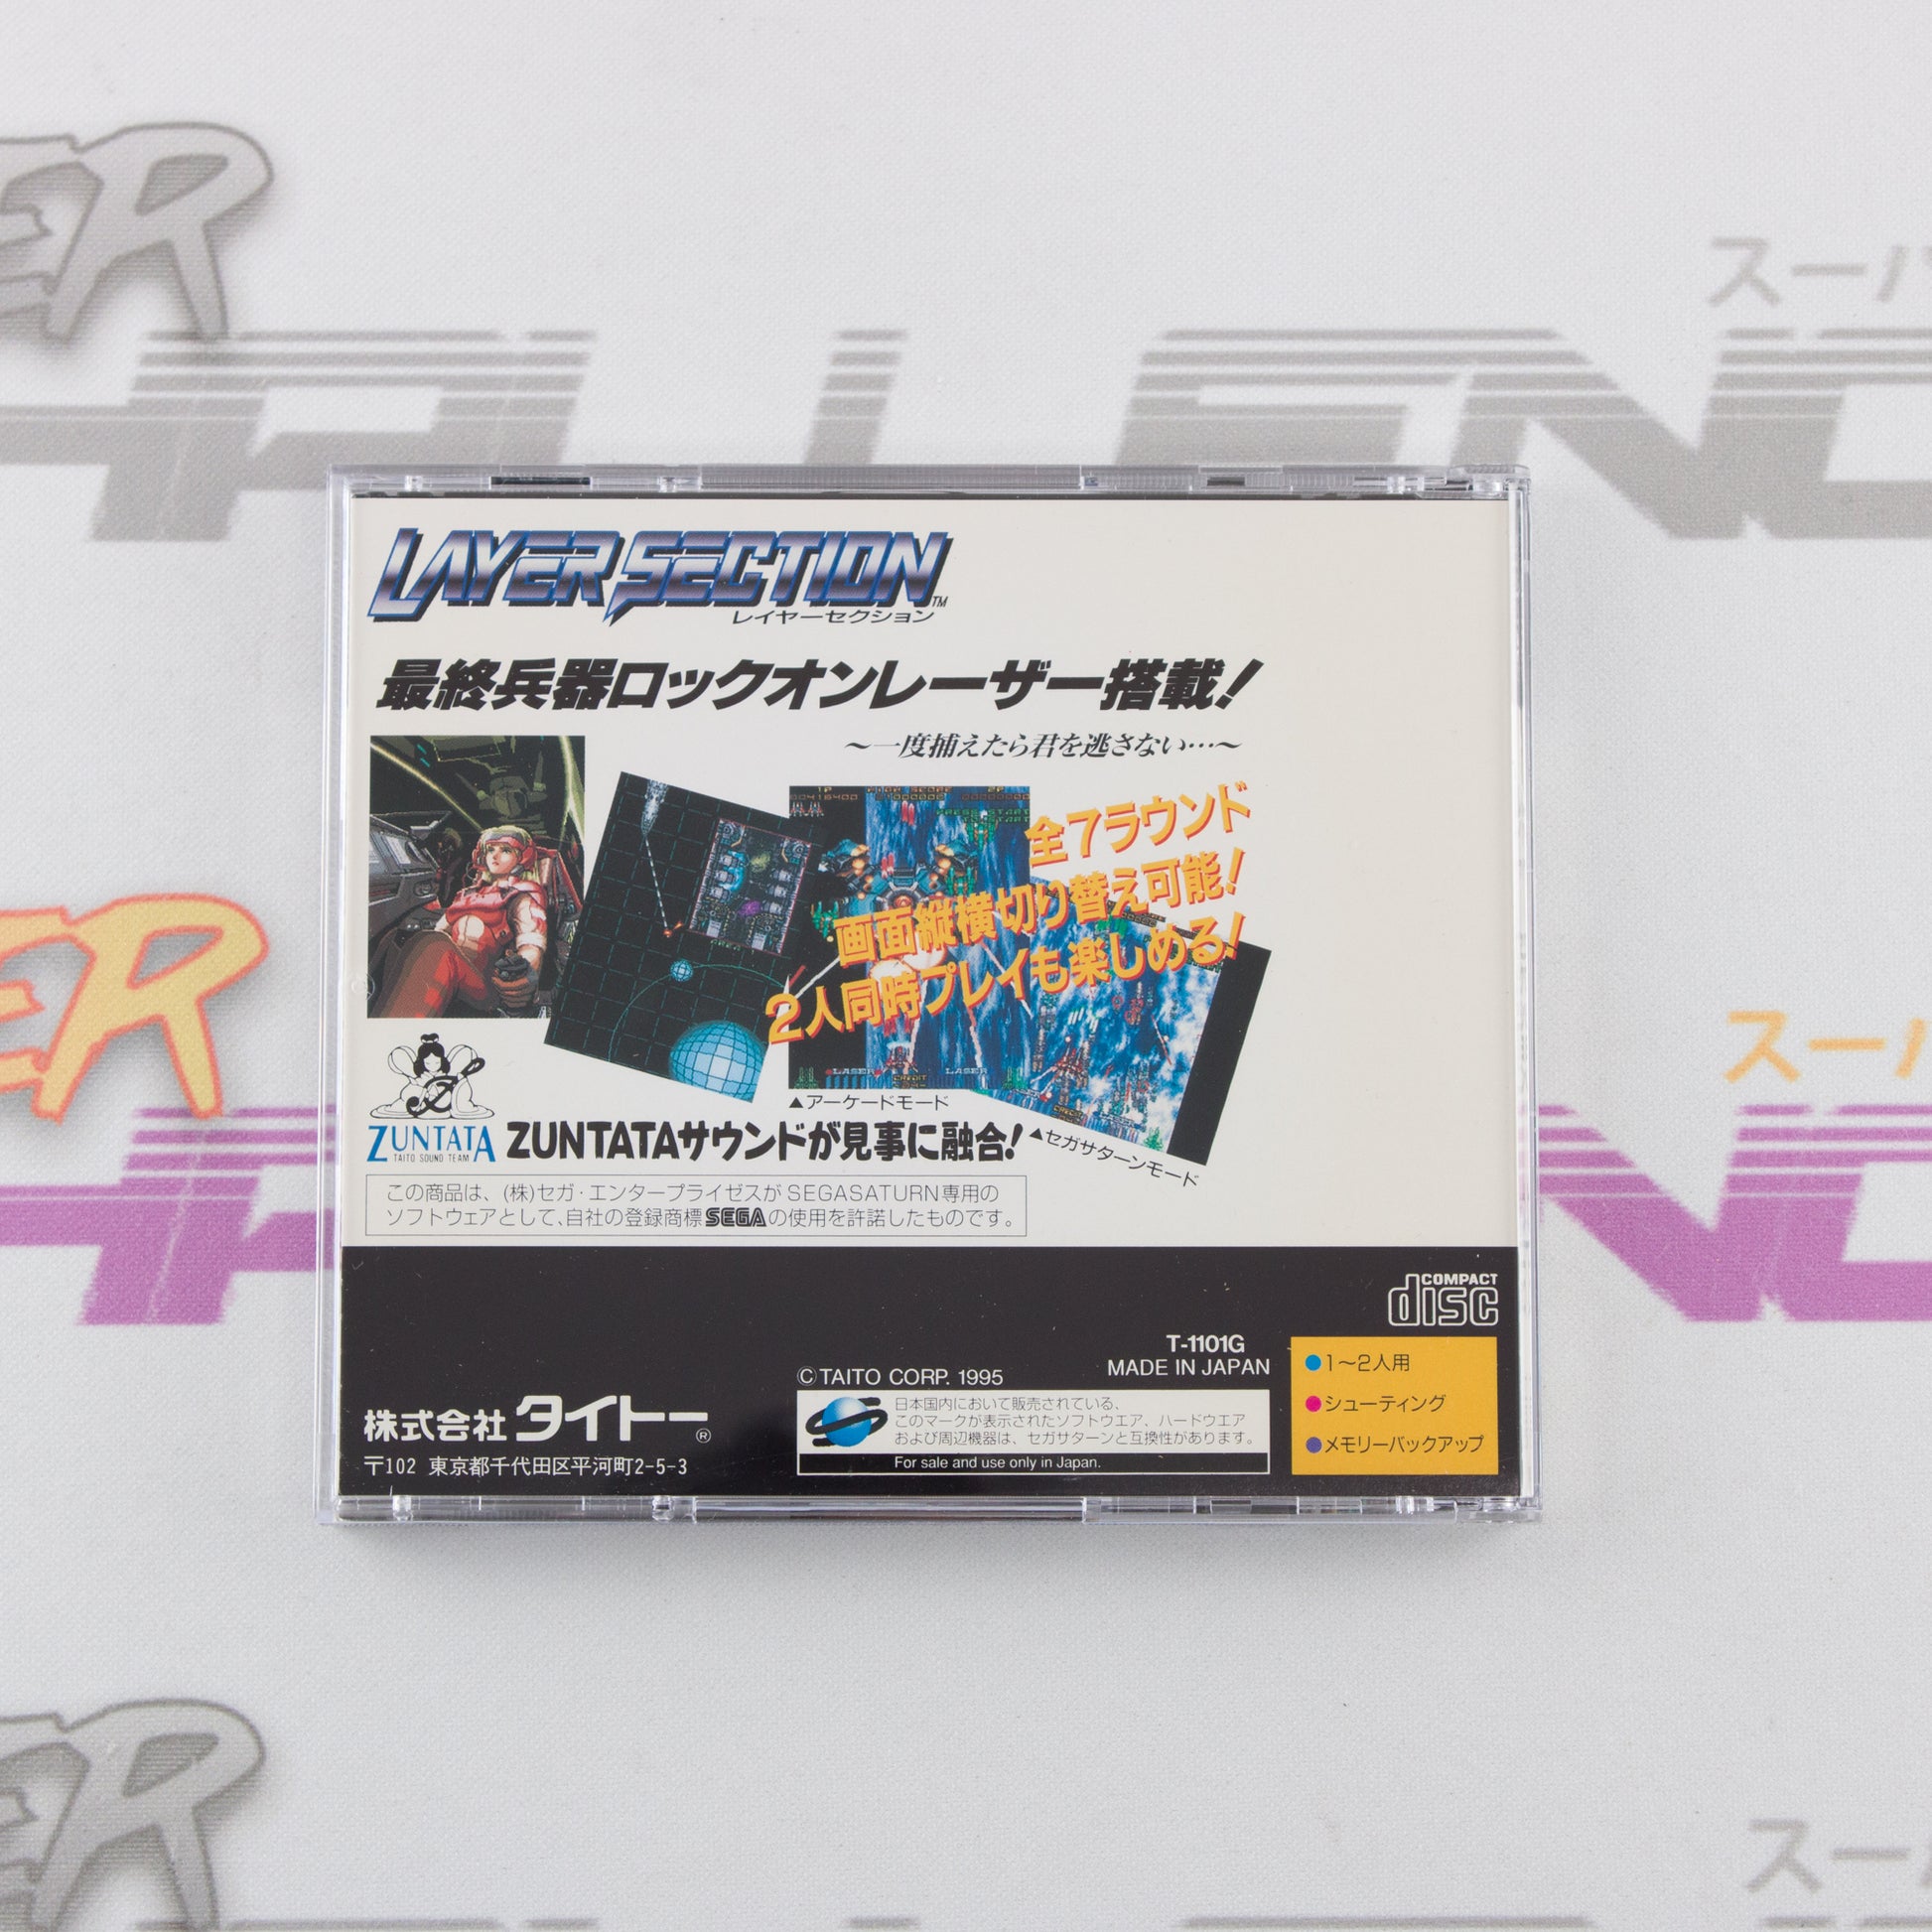 ER
スーパ
LAYER SECTION TM
レイヤーセクション
最終兵器ロックオンレーザー搭載!
〜一度捕えたら君を逃さない…〜
全7ラウンド
画面縦横切り替え可能!
2人同時プレイも楽しめる!
▲アーケードモード
▲セガサターンモード
ZUNTATA
TAITO SOUND TEAM
ZUNTATAサウンドが見事に融合!
この商品は、(株)セガ・エンタープライゼスが SEGASATURN専用の
ソフトウェアとして、自社の登録商標SEGAの使用を許諾したものです。
COMPACT
disc
T-1101G
MADE IN JAPAN
©TAITO CORP. 1995
日本国内において販売されている、
このマークが表示されたソフトウエア、ハードウエア
および周辺機器は、セガサターンと互換性があります。
For sale and use only in Japan.
1〜2人用
シューティング
メモリーバックアップ
株式会社タイトー®
〒102 東京都千代田区平河町2-5-3
ER
スーパ
ER
スーパ